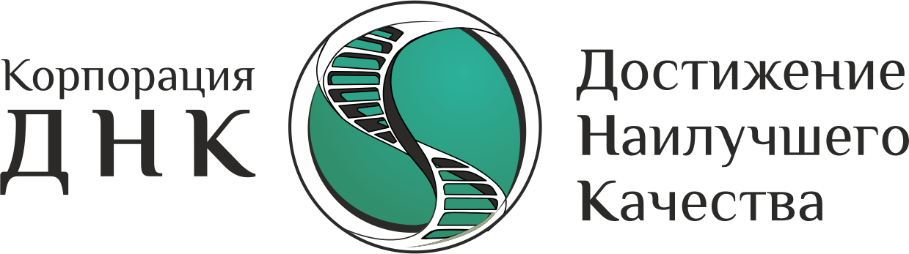 Корпорация
ДНК
Достижение
Наилучшего
Качества